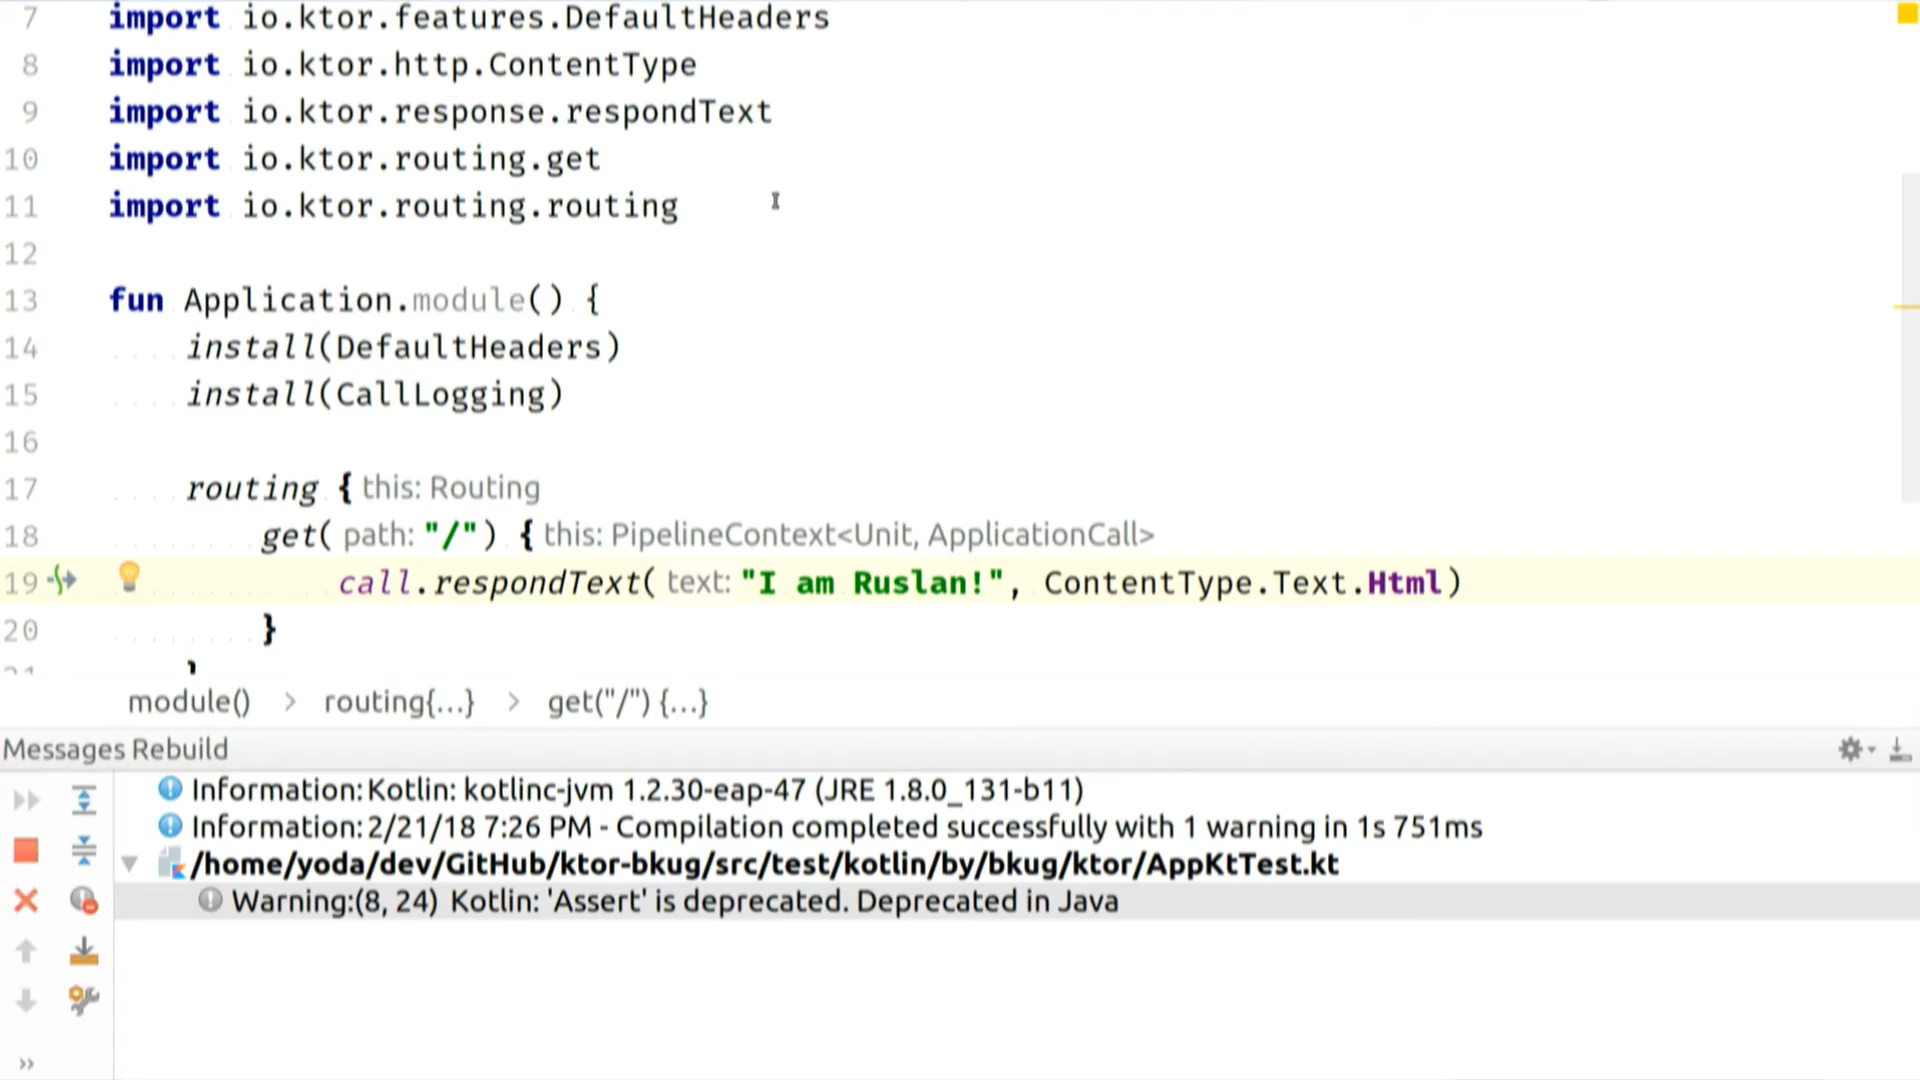 7 import io.ktor.features.DefaultHeaders
8 import io.ktor.http.ContentType
9 import io.ktor.response.respondText
10 import io.ktor.routing.get
11 import io.ktor.routing.routing
12
13 fun Application.module() {
14 install(DefaultHeaders)
15 install(CallLogging)
16
17 routing { this: Routing
18 get( path: "/") { this: PipelineContext<Unit, ApplicationCall>
19 call.respondText( text: "I am Ruslan!", ContentType.Text.Html)
20 }
module() > routing{...} > get("/") {...}
Messages Rebuild
Information: Kotlin: kotlinc-jvm 1.2.30-eap-47 (JRE 1.8.0_131-b11)
Information: 2/21/18 7:26 PM - Compilation completed successfully with 1 warning in 1s 751ms
/home/yoda/dev/GitHub/ktor-bkug/src/test/kotlin/by/bkug/ktor/AppKtTest.kt
Warning:(8, 24) Kotlin: 'Assert' is deprecated. Deprecated in Java